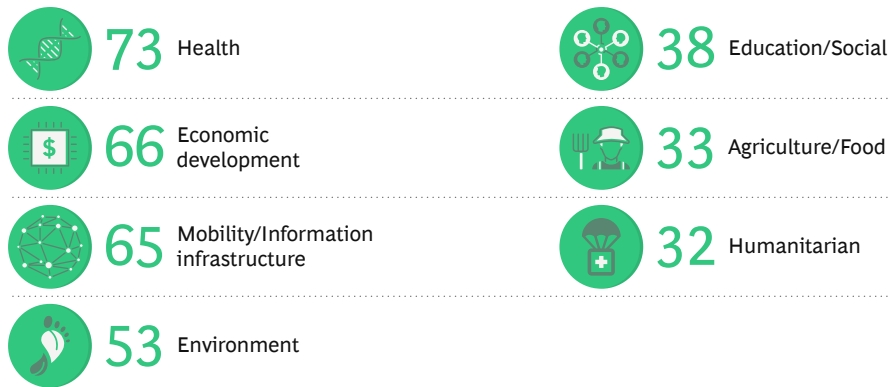 73 Health
66 Economic
development
65 Mobility/Information
infrastructure
53 Environment
38 Education/Social
33 Agriculture/Food
32 Humanitarian
$